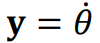 y = θ̇